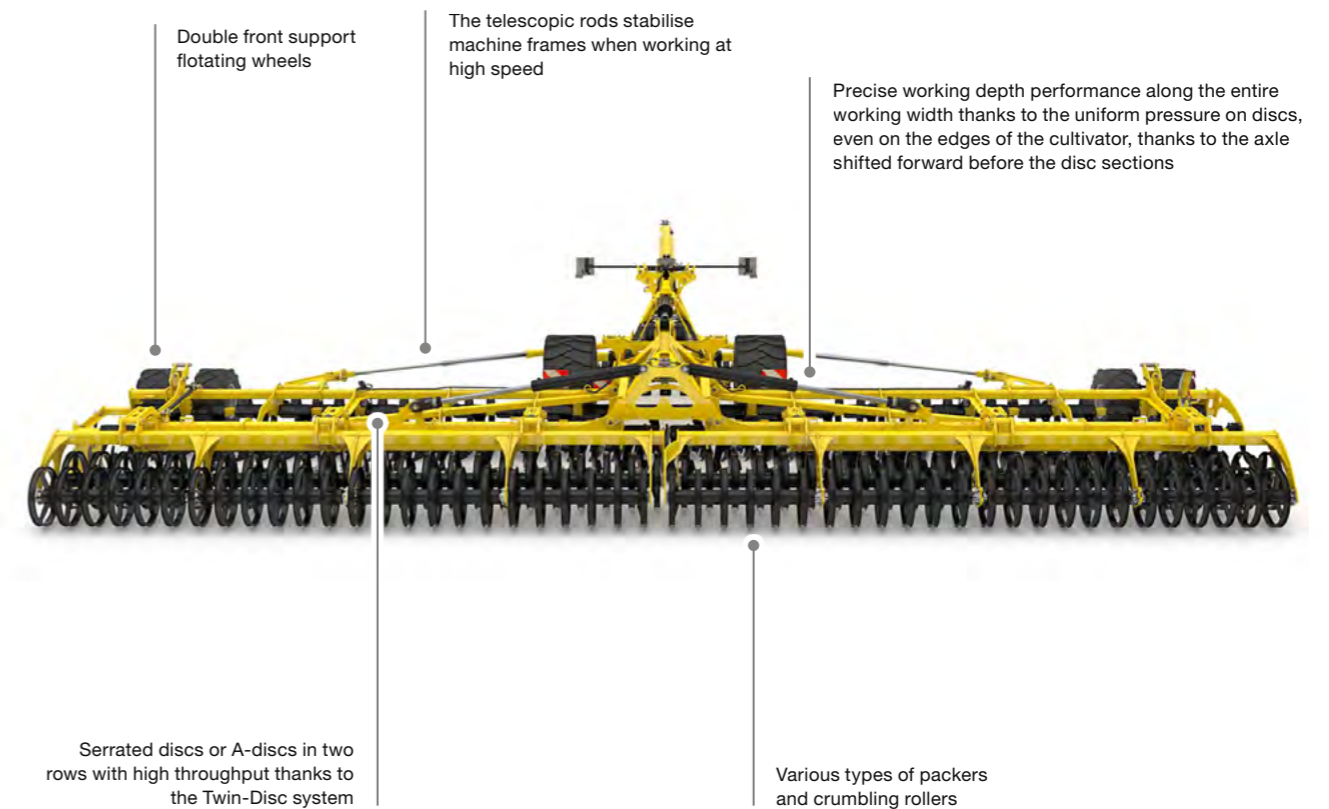 Double front support
flotating wheels
The telescopic rods stabilise
machine frames when working at
high speed
Precise working depth performance along the entire
working width thanks to the uniform pressure on discs,
even on the edges of the cultivator, thanks to the axle
shifted forward before the disc sections
Serrated discs or A-discs in two
rows with high throughput thanks to
the Twin-Disc system
Various types of packers
and crumbling rollers